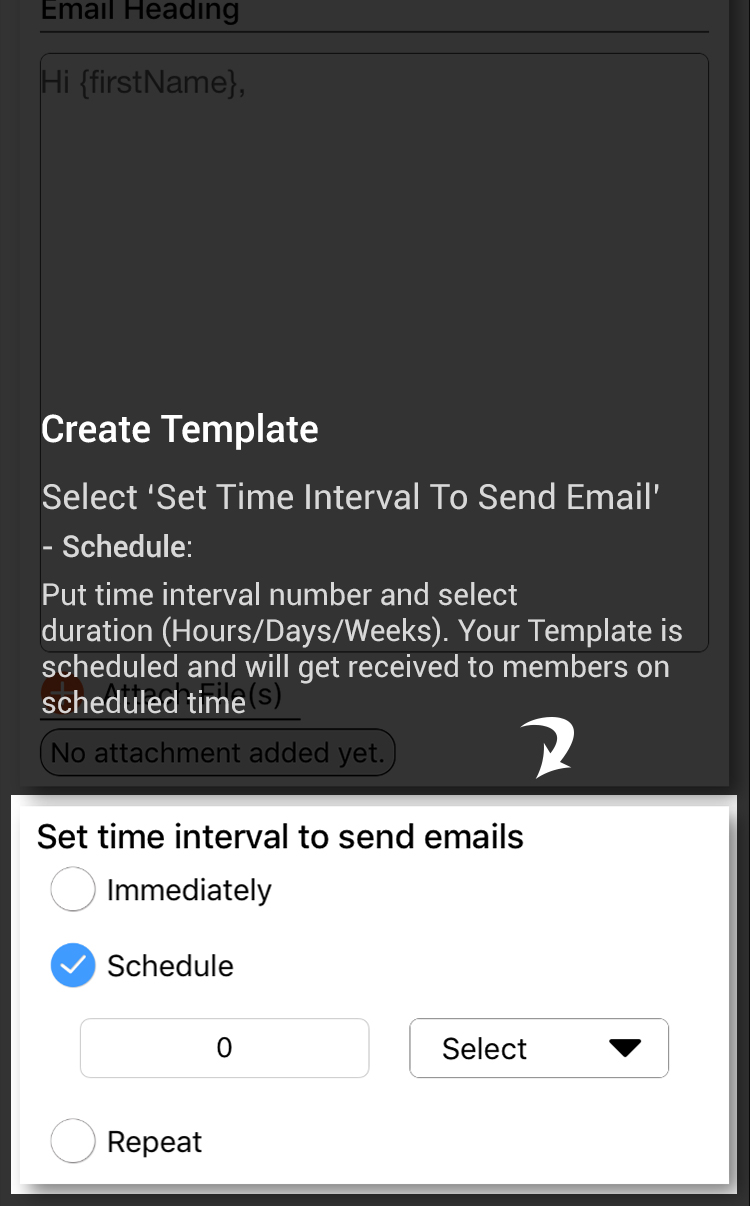 Email Heading
Hi {firstName},
Create Template
Select ‘Set Time Interval To Send Email’
- Schedule:
Put time interval number and select
duration (Hours/Days/Weeks). Your Template is
scheduled and will get received to members on
Attach File(s)
scheduled time
No attachment added yet.
Set time interval to send emails
Immediately
Schedule
0 Select
Repeat